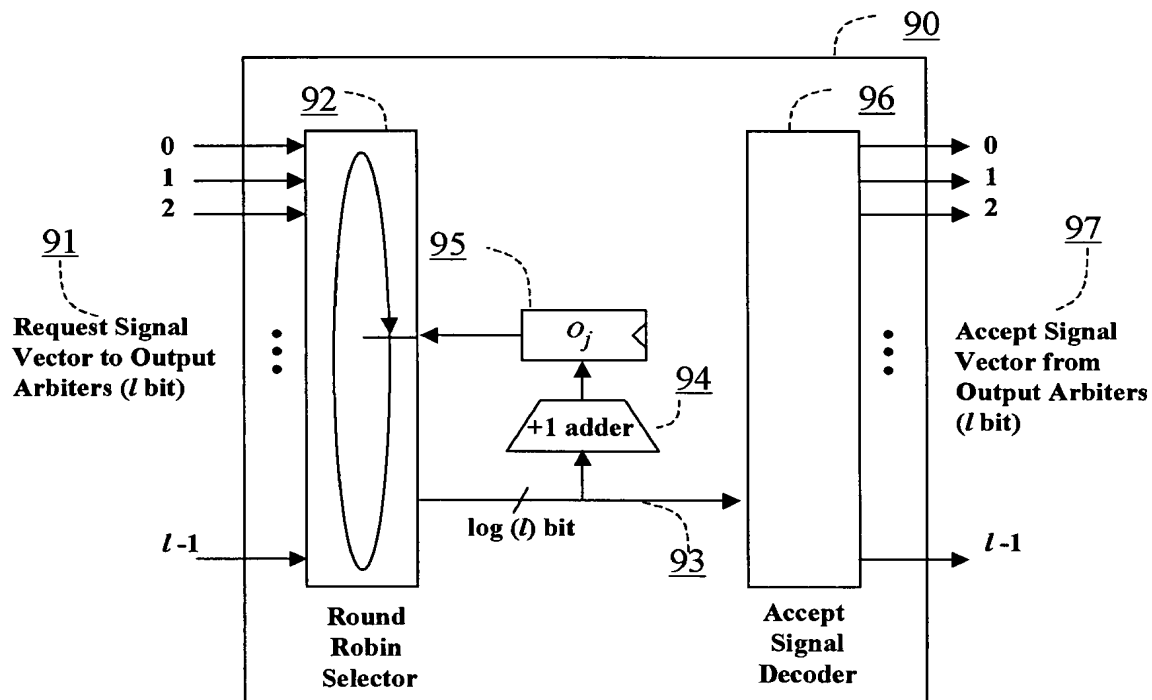 90
92
96
0
1
2
91
Request Signal
Vector to Output
Arbiters (l bit)
l -1
95
o_j
94
+1 adder
log (l) bit
93
0
1
2
97
Accept Signal
Vector from
Output Arbiters
(l bit)
l -1
Round
Robin
Selector
Accept
Signal
Decoder